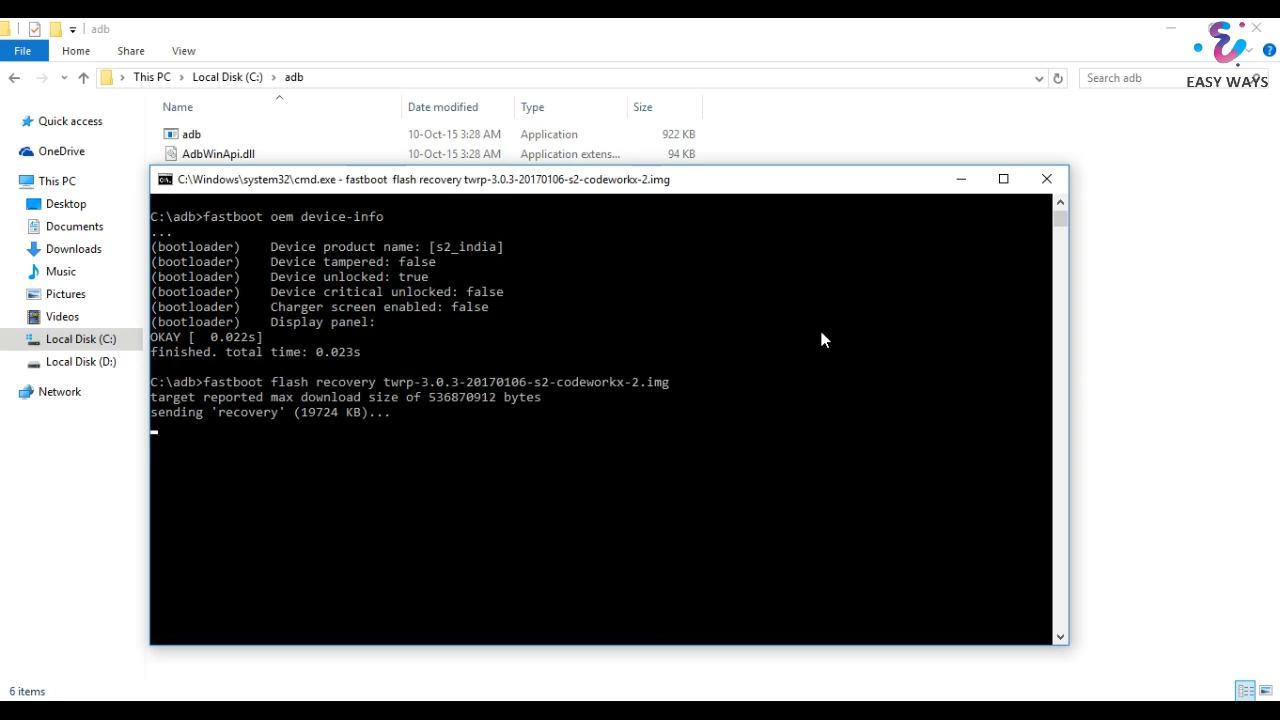 adb
EASY WAYS
File Home Share View
This PC Local Disk (C:) adb Search adb
Name Date modified Type Size
Quick access
OneDrive
This PC
Desktop
Documents
Downloads
Music
Pictures
Videos
Local Disk (C:)
Local Disk (D:)
Network
adb 10-Oct-15 3:28 AM Application 922 KB
AdbWinApi.dll 10-Oct-15 3:28 AM Application extens... 94 KB
C:\Windows\system32\cmd.exe - fastboot flash recovery twrp-3.0.3-20170106-s2-codeworkx-2.img
C:\adb>fastboot oem device-info
...
(bootloader) Device product name: [s2_india]
(bootloader) Device tampered: false
(bootloader) Device unlocked: true
(bootloader) Device critical unlocked: false
(bootloader) Charger screen enabled: false
(bootloader) Display panel:
OKAY [ 0.022s]
finished. total time: 0.023s
C:\adb>fastboot flash recovery twrp-3.0.3-20170106-s2-codeworkx-2.img
target reported max download size of 536870912 bytes
sending 'recovery' (19724 KB)...
6 items